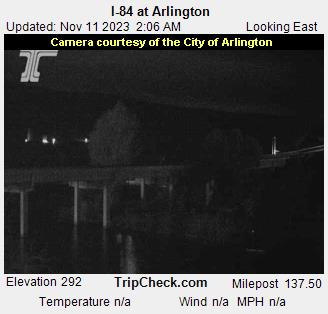 I-84 at Arlington
Updated: Nov 11 2023 2:06 AM Looking East
Camera courtesy of the City of Arlington
Elevation 292 TripCheck.com Milepost 137.50
Temperature n/a Wind n/a MPH n/a